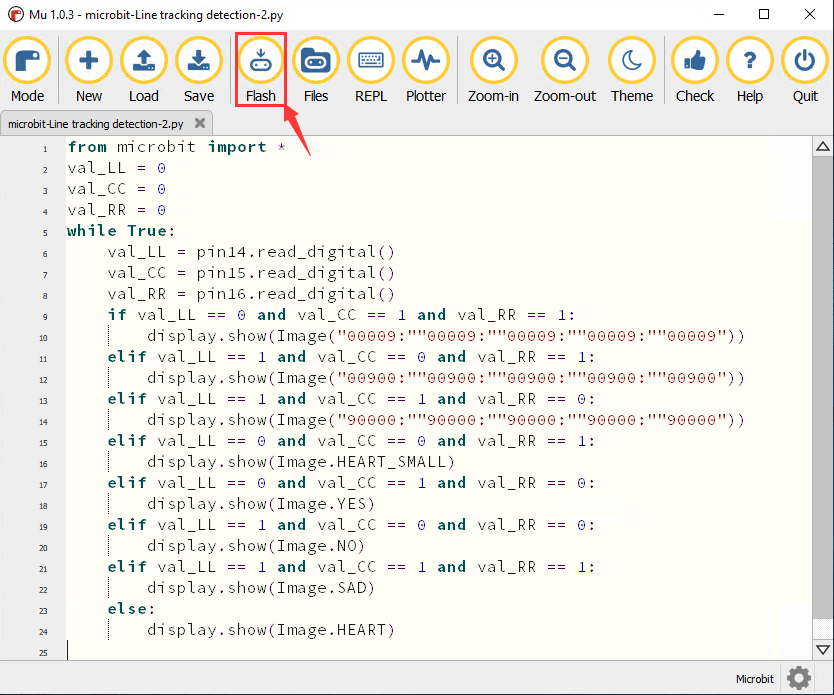 Mu 1.0.3 - microbit-Line tracking detection-2.py
Mode New Load Save Flash Files REPL Plotter Zoom-in Zoom-out Theme Check Help Quit
microbit-Line tracking detection-2.py
1 from microbit import *
2 val_LL = 0
3 val_CC = 0
4 val_RR = 0
5 while True:
6     val_LL = pin14.read_digital()
7     val_CC = pin15.read_digital()
8     val_RR = pin16.read_digital()
9     if val_LL == 0 and val_CC == 1 and val_RR == 1:
10         display.show(Image("00009:""00009:""00009:""00009:""00009"))
11     elif val_LL == 1 and val_CC == 0 and val_RR == 1:
12         display.show(Image("00900:""00900:""00900:""00900:""00900"))
13     elif val_LL == 1 and val_CC == 1 and val_RR == 0:
14         display.show(Image("90000:""90000:""90000:""90000:""90000"))
15     elif val_LL == 0 and val_CC == 0 and val_RR == 1:
16         display.show(Image.HEART_SMALL)
17     elif val_LL == 0 and val_CC == 1 and val_RR == 0:
18         display.show(Image.YES)
19     elif val_LL == 1 and val_CC == 0 and val_RR == 0:
20         display.show(Image.NO)
21     elif val_LL == 1 and val_CC == 1 and val_RR == 1:
22         display.show(Image.SAD)
23     else:
24         display.show(Image.HEART)
25
Microbit